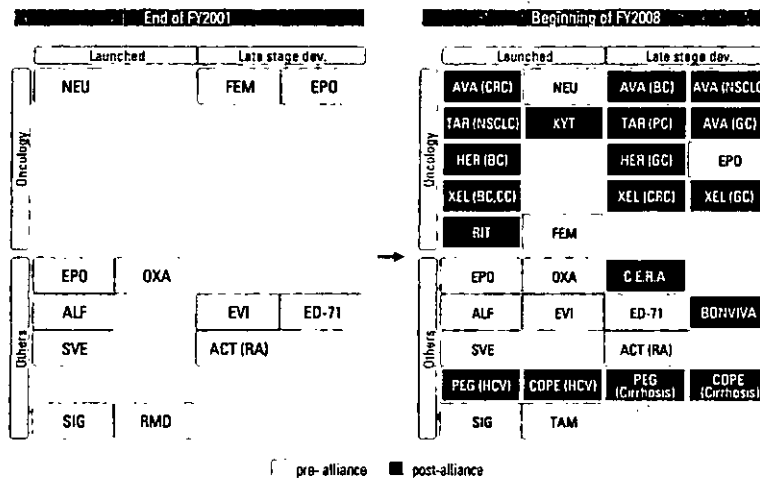 End of FY2001
Beginning of FY2008
Launched Late stage dev.
Launched Late stage dev.
Oncology
NEU FEM EPO
Others
EPO OXA
ALF EVI ED-71
SVE ACT (RA)
SIG RMD
Oncology
AVA (CRC) NEU AVA (BC) AVA (NSCLC)
TAR (NSCLC) XYT TAR (PC) AVA (GC)
HER (BC) HER (GC) EPO
XEL (BC,CC) XEL (CRC) XEL (GC)
RIT FEM
Others
EPO OXA C.E.R.A
ALF EVI ED-71 BONVIVA
SVE ACT (RA)
PEG (HCV) COPE (HCV) PEG (Cirrhosis) COPE (Cirrhosis)
SIG TAM
pre-alliance post-alliance